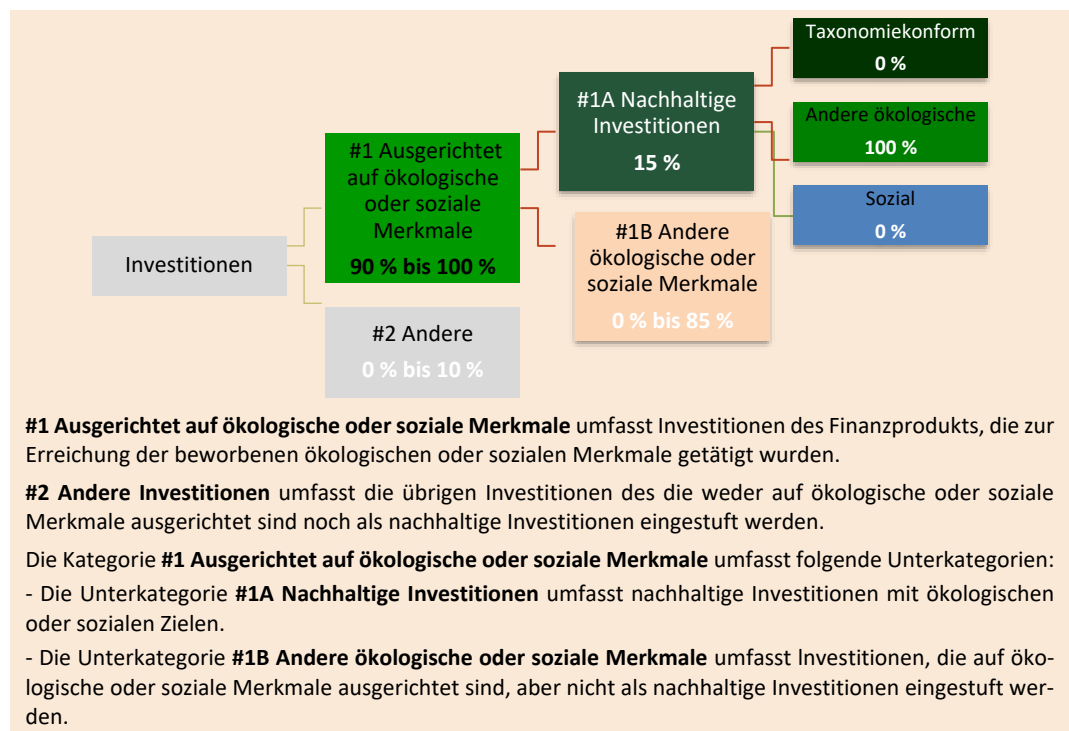 Investitionen
#1 Ausgerichtet
auf ökologische
oder soziale
Merkmale
90 % bis 100 %
#2 Andere
0 % bis 10 %
#1A Nachhaltige
Investitionen
15 %
#1B Andere
ökologische oder
soziale Merkmale
0 % bis 85 %
Taxonomiekonform
0 %
Andere ökologische
100 %
Sozial
0 %
#1 Ausgerichtet auf ökologische oder soziale Merkmale umfasst Investitionen des Finanzprodukts, die zur
Erreichung der beworbenen ökologischen oder sozialen Merkmale getätigt wurden.
#2 Andere Investitionen umfasst die übrigen Investitionen des die weder auf ökologische oder soziale
Merkmale ausgerichtet sind noch als nachhaltige Investitionen eingestuft werden.
Die Kategorie #1 Ausgerichtet auf ökologische oder soziale Merkmale umfasst folgende Unterkategorien:
- Die Unterkategorie #1A Nachhaltige Investitionen umfasst nachhaltige Investitionen mit ökologischen
oder sozialen Zielen.
- Die Unterkategorie #1B Andere ökologische oder soziale Merkmale umfasst Investitionen, die auf öko-
logische oder soziale Merkmale ausgerichtet sind, aber nicht als nachhaltige Investitionen eingestuft wer-
den.